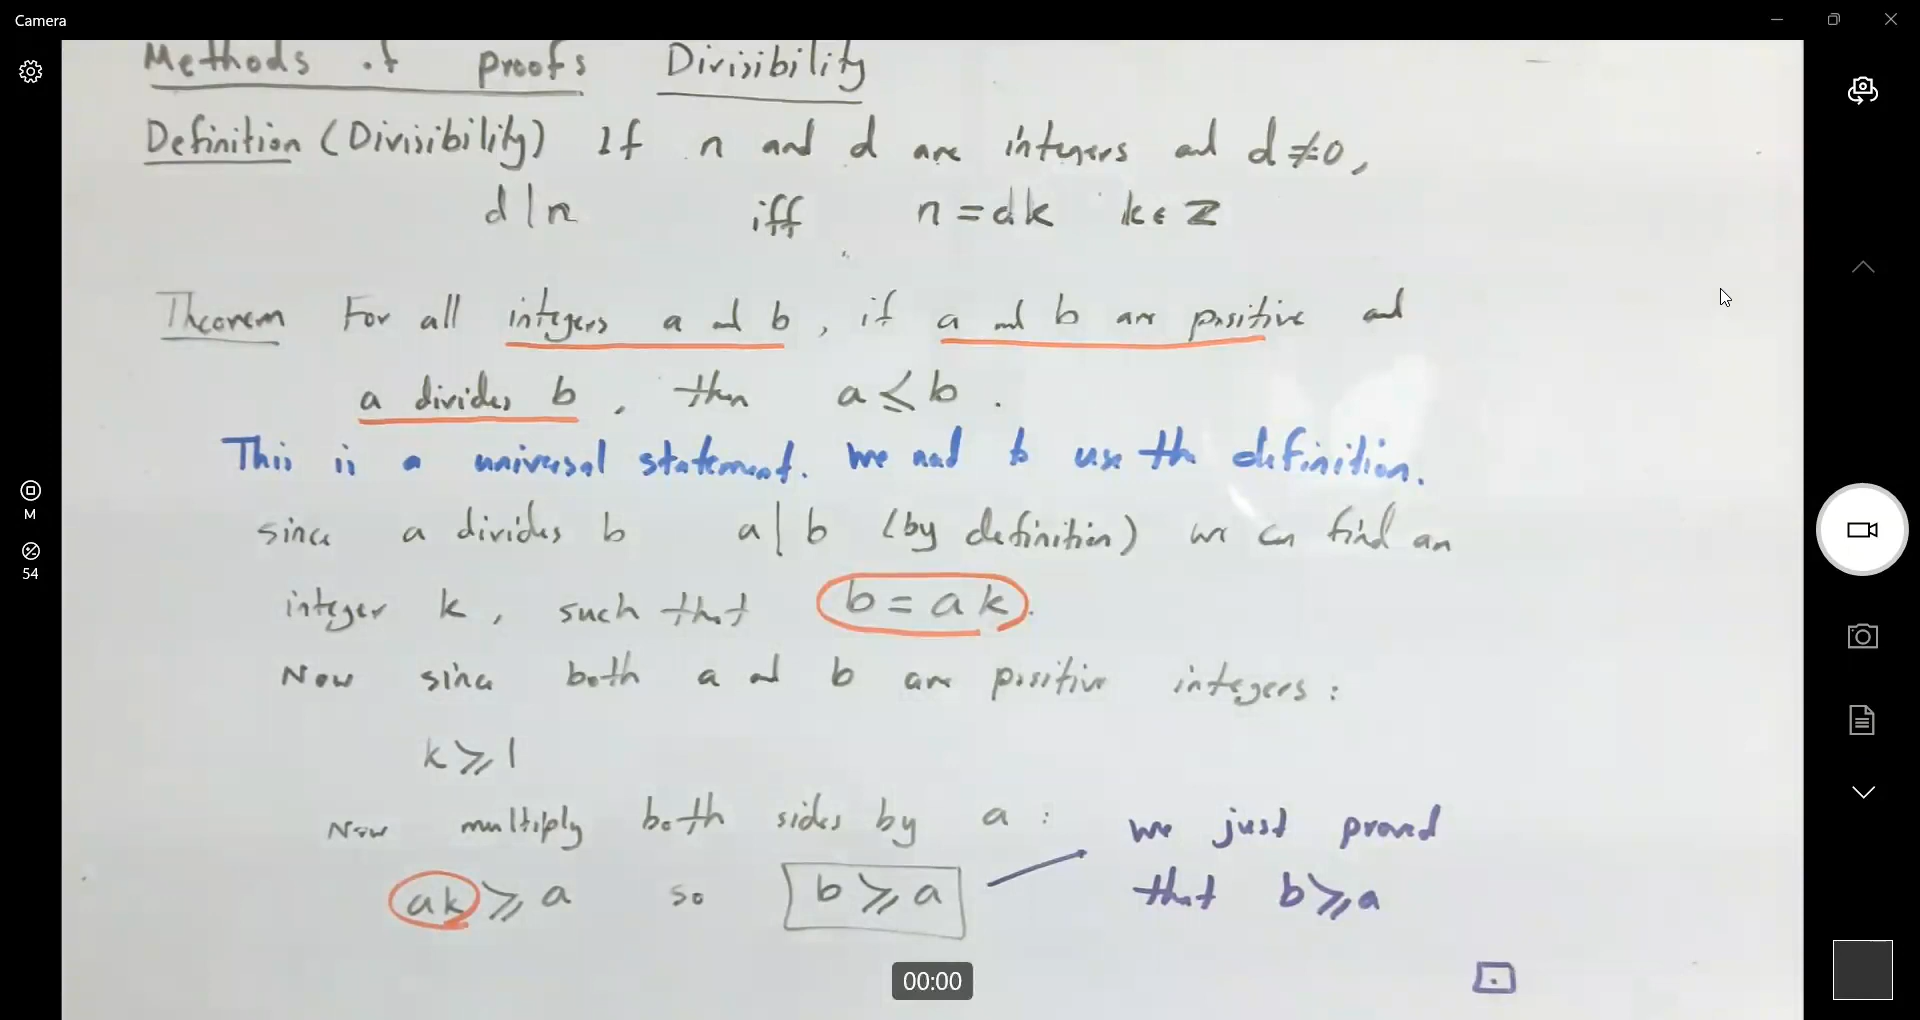 Camera
Methods of proofs Divisibility
Definition (Divisibility) If n and d are integers and d≠0,
d|n iff n=dk k∈Z
Theorem For all integers a and b, if a and b are positive and
a divides b, then a⩽b.
This is a universal statement. We need to use the definition.
since a divides b a|b (by definition) we can find an
integer k, such that b=ak.
Now since both a and b are positive integers:
k⩾1
Now multiply both sides by a: we just proved
ak⩾a so b⩾a that b⩾a
M
54
00:00